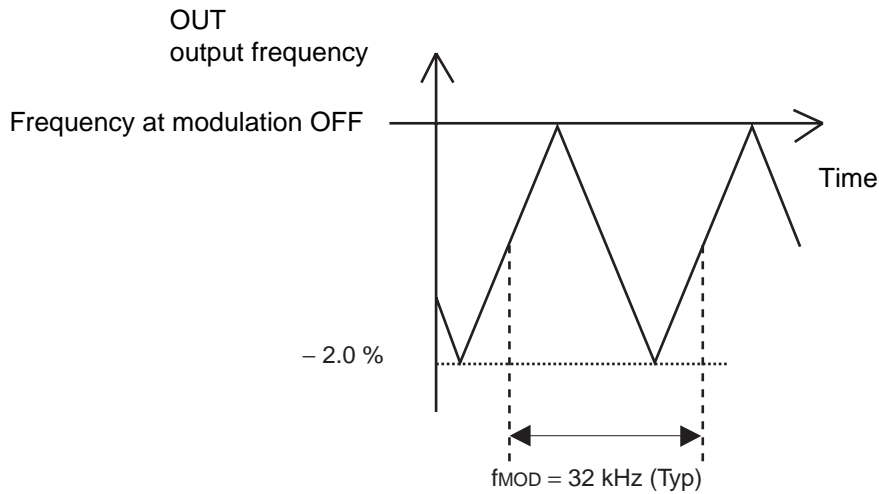 OUT
output frequency
Frequency at modulation OFF
Time
− 2.0 %
fMOD = 32 kHz (Typ)